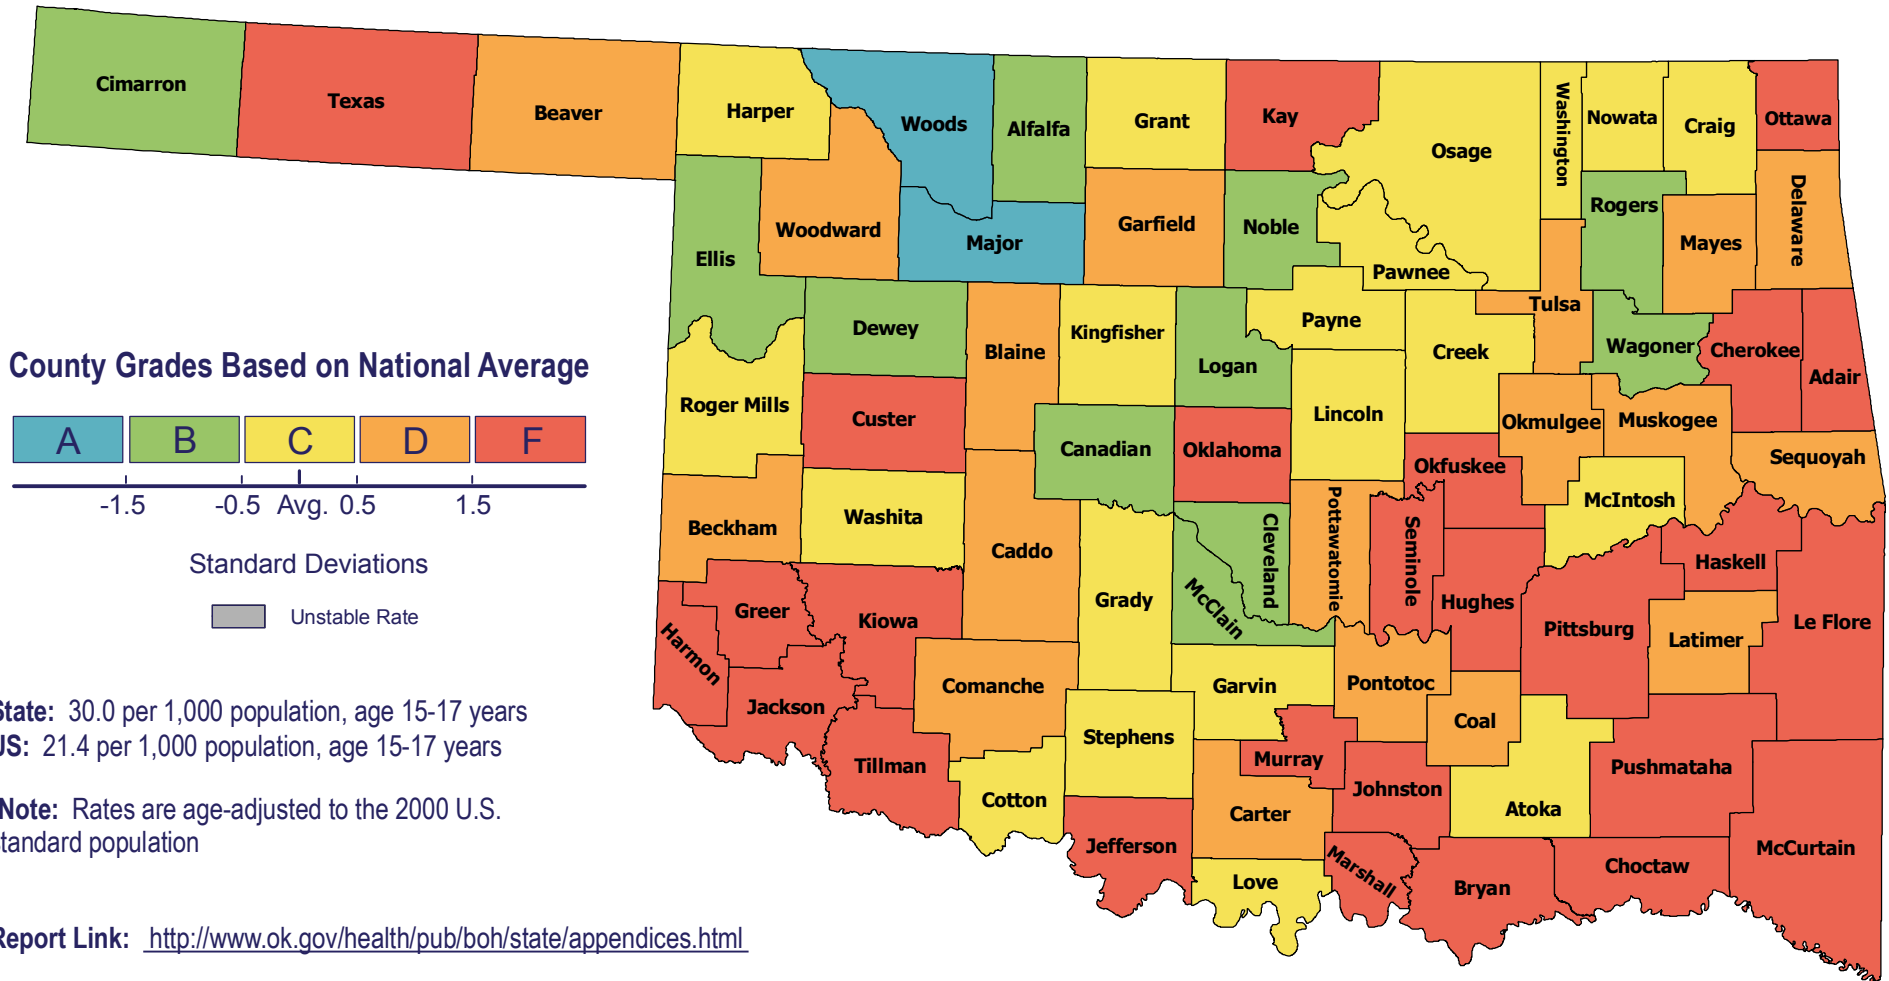 Cimarron
Texas
Beaver
Harper
Woods
Alfalfa
Grant
Kay
Osage
Washington
Nowata
Craig
Ottawa
Delaware
Rogers
Mayes
Ellis
Woodward
Major
Garfield
Noble
Pawnee
Tulsa
Dewey
Blaine
Kingfisher
Logan
Payne
Creek
Wagoner
Cherokee
Adair
County Grades Based on National Average
A B C D F
-1.5 -0.5 Avg. 0.5 1.5
Standard Deviations
Unstable Rate
Roger Mills
Custer
Canadian
Oklahoma
Lincoln
Okmulgee
Muskogee
Okfuskee
Sequoyah
McIntosh
Beckham
Washita
Caddo
Cleveland
Pottawatomie
Seminole
Haskell
Grady
McClain
Hughes
Pittsburg
Latimer
Le Flore
Greer
Kiowa
Harmon
Jackson
Comanche
Garvin
Pontotoc
Coal
Stephens
Murray
Tillman
Cotton
Carter
Johnston
Atoka
Pushmataha
Jefferson
Love
Marshall
Bryan
Choctaw
McCurtain
State: 30.0 per 1,000 population, age 15-17 years
US: 21.4 per 1,000 population, age 15-17 years
Note: Rates are age-adjusted to the 2000 U.S.
standard population
Report Link: http://www.ok.gov/health/pub/boh/state/appendices.html